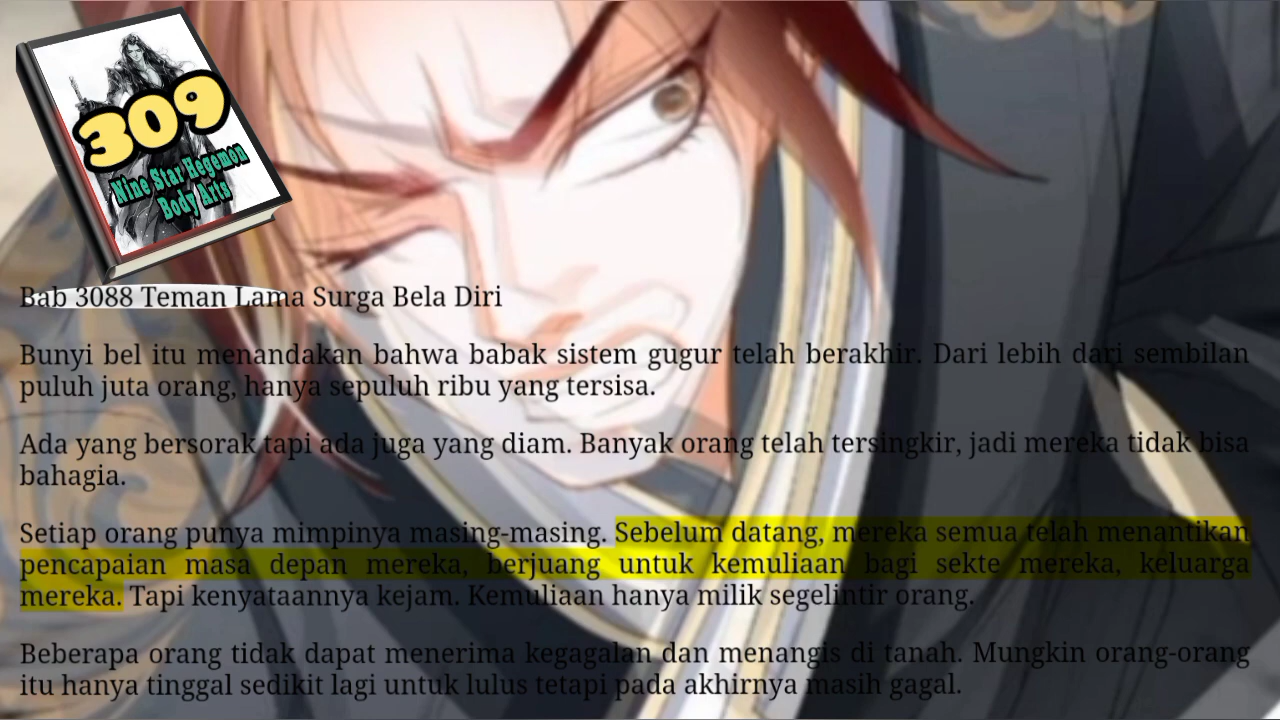 309
Nine Star Hegemon
Body Arts
Bab 3088 Teman Lama Surga Bela Diri
Bunyi bel itu menandakan bahwa babak sistem gugur telah berakhir. Dari lebih dari sembilan
puluh juta orang, hanya sepuluh ribu yang tersisa.
Ada yang bersorak tapi ada juga yang diam. Banyak orang telah tersingkir, jadi mereka tidak bisa
bahagia.
Setiap orang punya mimpinya masing-masing. Sebelum datang, mereka semua telah menantikan
pencapaian masa depan mereka, berjuang untuk kemuliaan bagi sekte mereka, keluarga
mereka. Tapi kenyataannya kejam. Kemuliaan hanya milik segelintir orang.
Beberapa orang tidak dapat menerima kegagalan dan menangis di tanah. Mungkin orang-orang
itu hanya tinggal sedikit lagi untuk lulus tetapi pada akhirnya masih gagal.